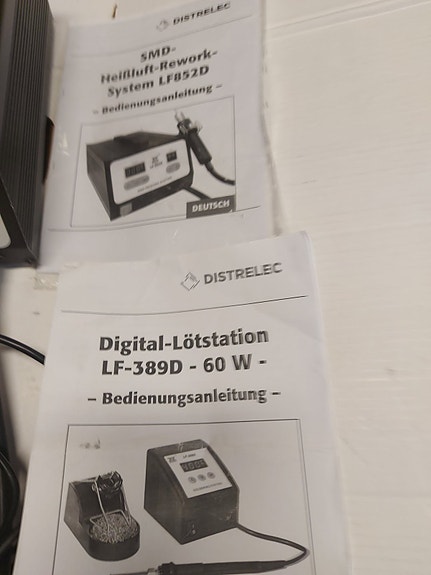 DISTRELEC
SMD-
Heißluft-Rework-
System LF852D
– Bedienungsanleitung –
DEUTSCH
DISTRELEC
Digital-Lötstation
LF-389D - 60 W -
– Bedienungsanleitung –